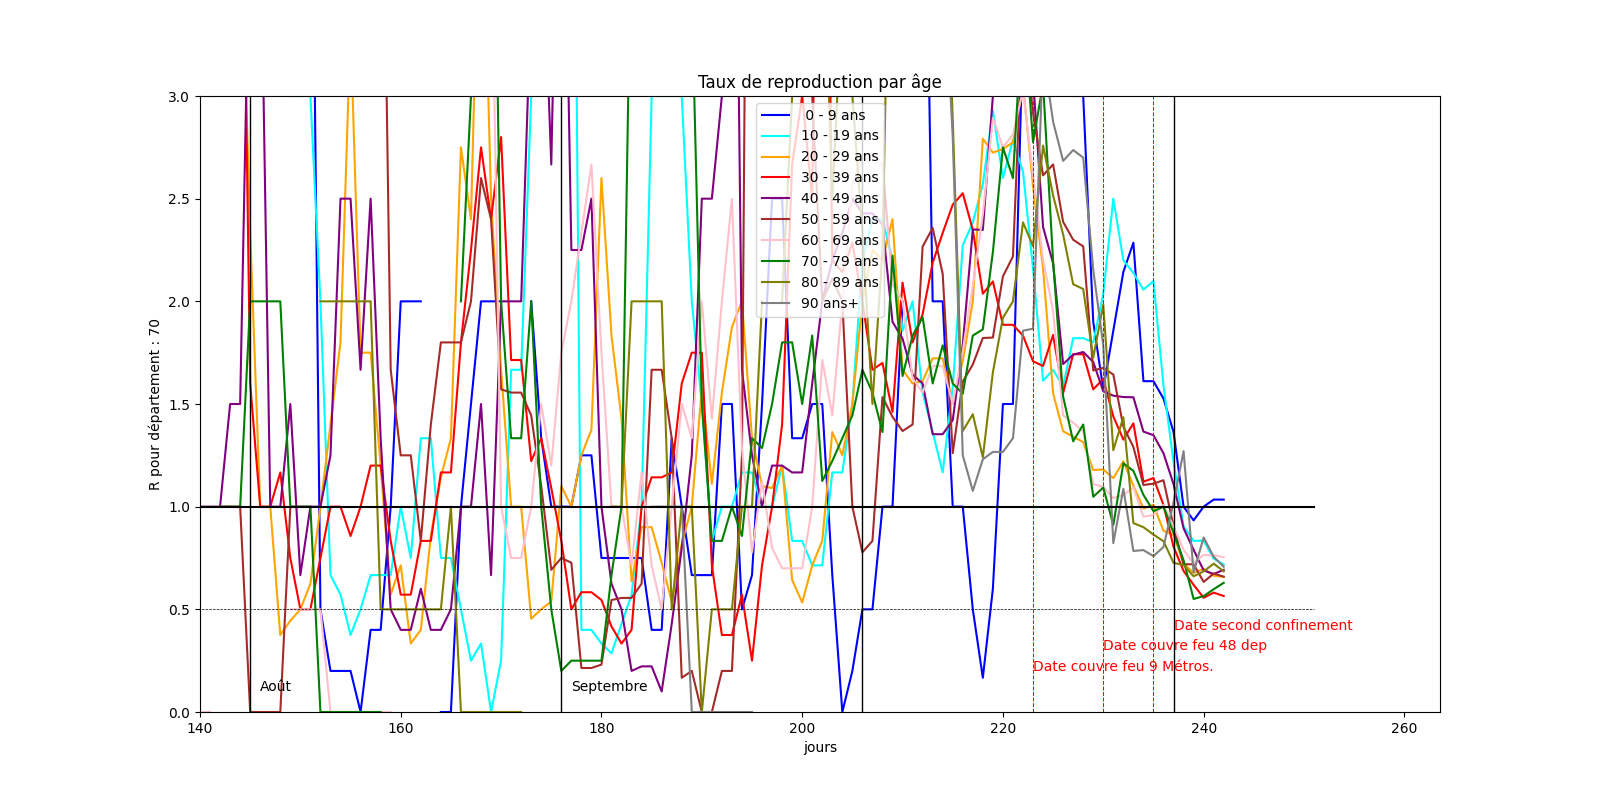 Taux de reproduction par âge
R pour département : 70
3.0
2.5
2.0
1.5
1.0
0.5
0.0
0 - 9 ans
10 - 19 ans
20 - 29 ans
30 - 39 ans
40 - 49 ans
50 - 59 ans
60 - 69 ans
70 - 79 ans
80 - 89 ans
90 ans+
Date second confinement
Date couvre feu 48 dep
Date couvre feu 9 Métros.
Août
Septembre
140 160 180 200 220 240 260
jours